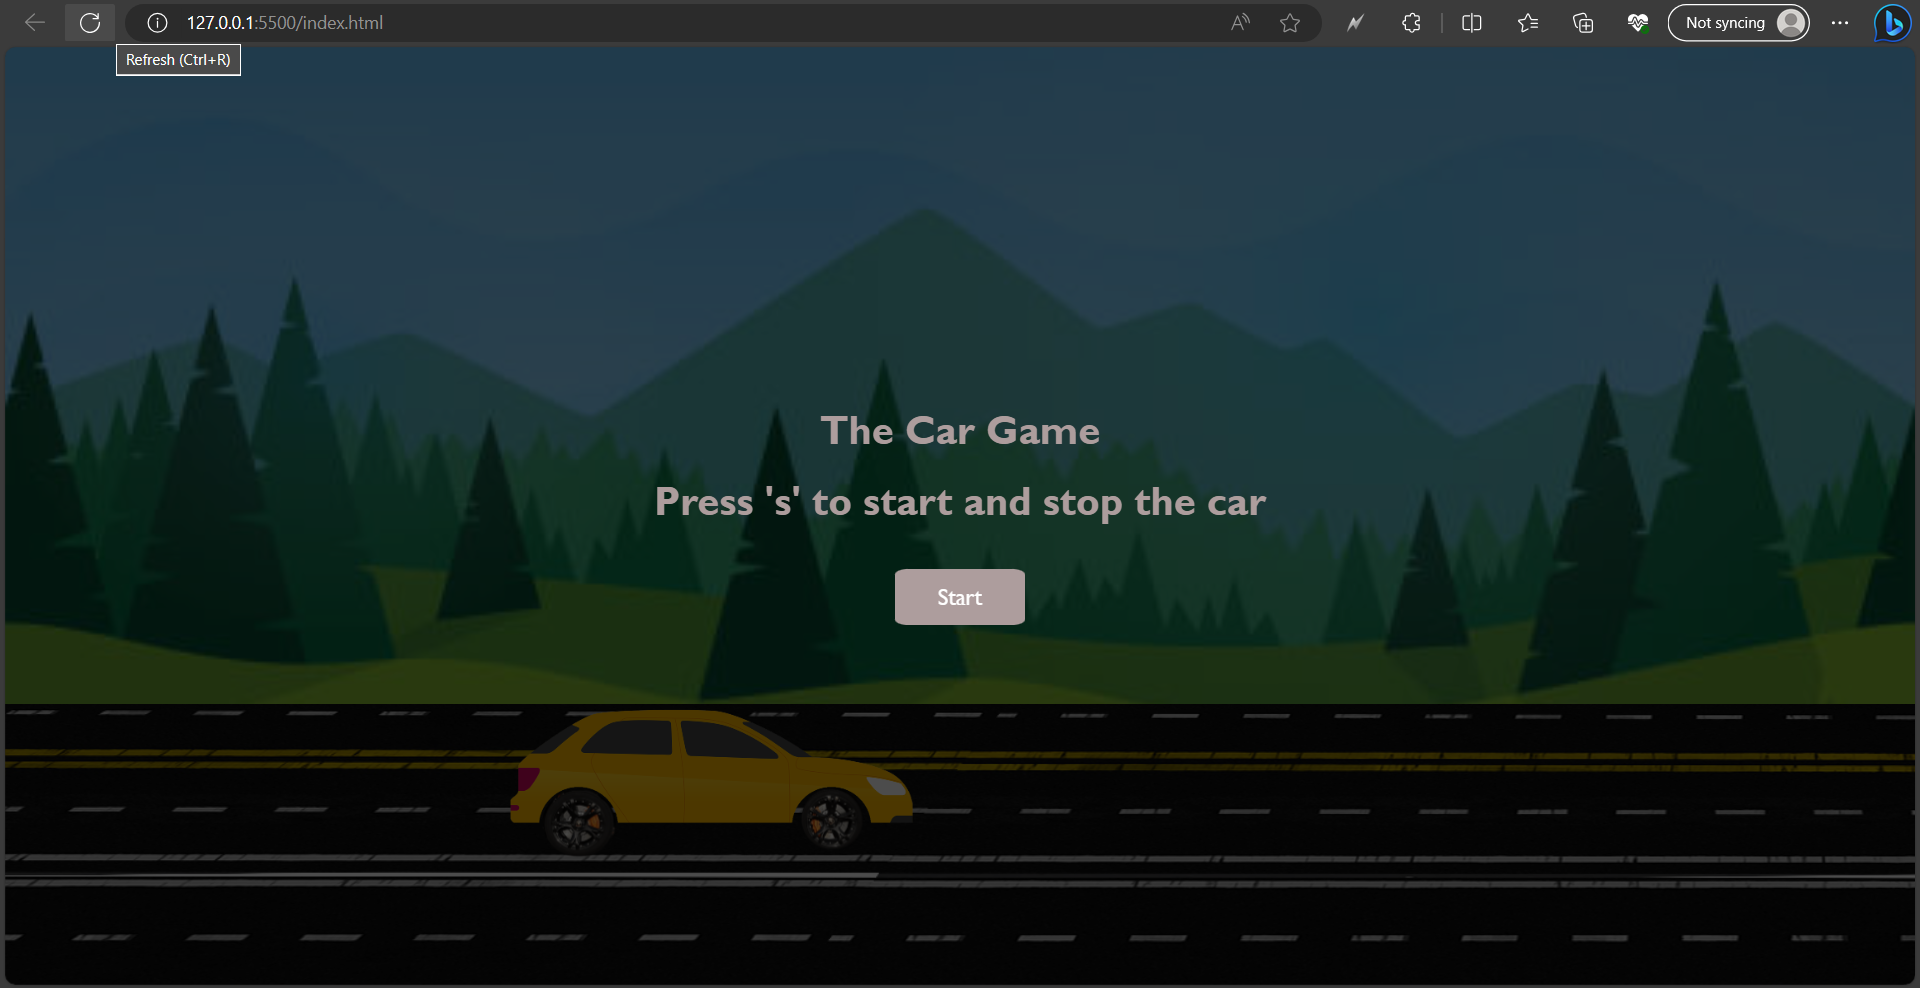 127.0.0.1:5500/index.html
Not syncing
Refresh (Ctrl+R)
The Car Game
Press 's' to start and stop the car
Start